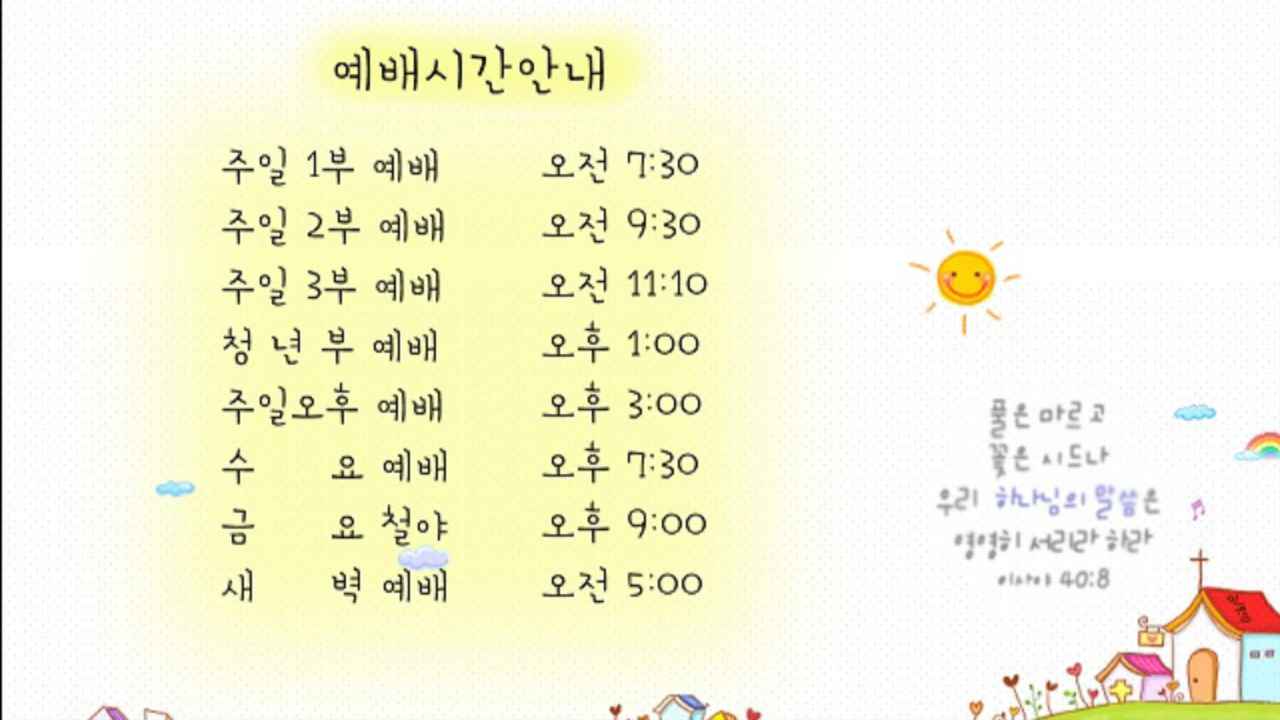 예배시간안내
주일 1부 예배 오전 7:30
주일 2부 예배 오전 9:30
주일 3부 예배 오전 11:10
청 년 부 예배 오후 1:00
주일오후 예배 오후 3:00
수 요 예배 오후 7:30
금 요 철야 오후 9:00
새 벽 예배 오전 5:00
풀은 마르고
꽃은 시드나
우리 하나님의 말씀은
영영히 서리라 하라
이사야 40:8